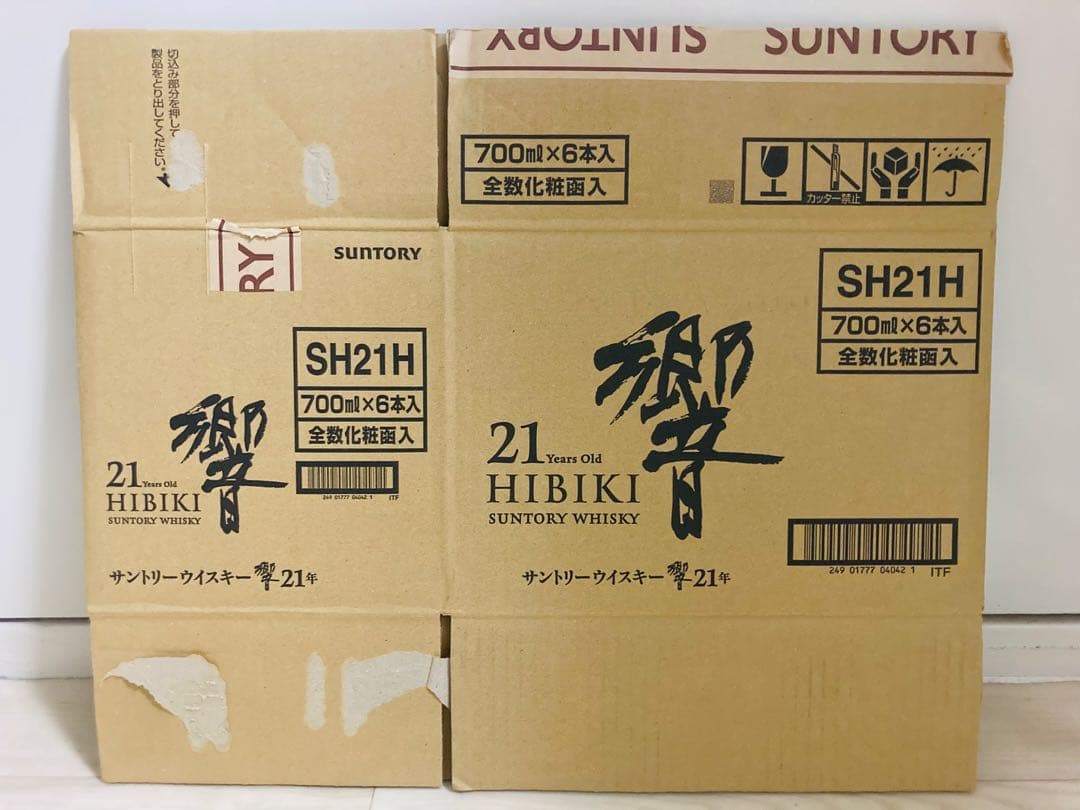 切込み部分を押して
製品をとり出してください。
SUNTORY SUNTORY
700ml×6本入
全数化粧函入
カッター禁止
RY
SUNTORY
SH21H
700ml×6本入
全数化粧函入
響
21 Years Old
HIBIKI
SUNTORY WHISKY
249 01777 04042 1 ITF
サントリーウイスキー 響 21年
SH21H
700ml×6本入
全数化粧函入
響
21 Years Old
HIBIKI
SUNTORY WHISKY
249 01777 04042 1 ITF
サントリーウイスキー 響 21年